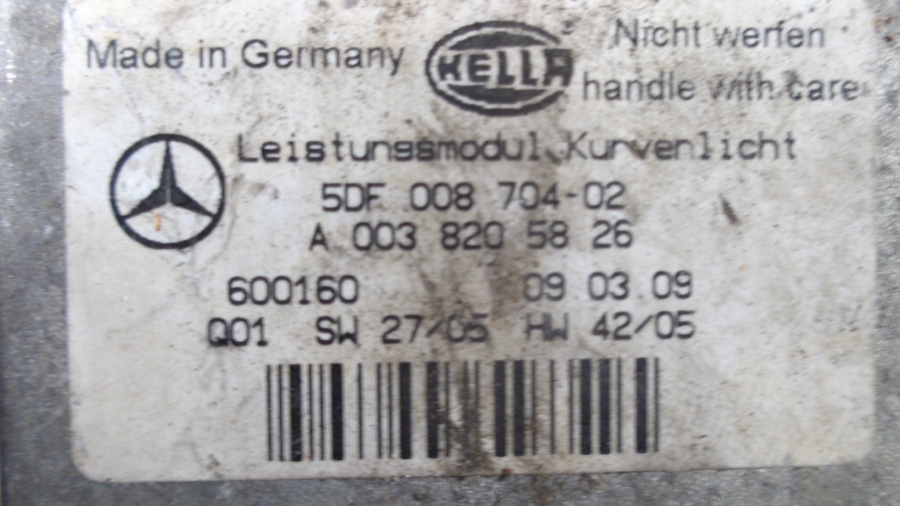 Made in Germany HELLA Nicht werfen
handle with care
Leistungsmodul Kurvenlicht
5DF 008 704-02
A 003 820 58 26
600160 09 03 09
Q01 SW 27/05 HW 42/05